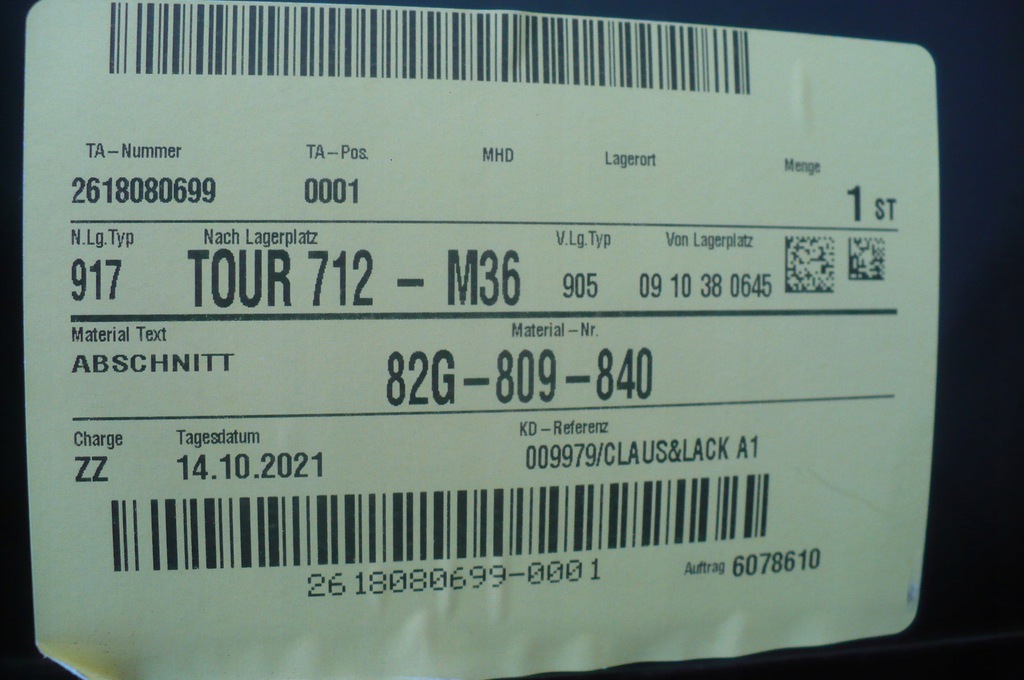 TA-Nummer TA-Pos. MHD Lagerort Menge
2618080699 0001 1 ST
N.Lg.Typ Nach Lagerplatz V.Lg.Typ Von Lagerplatz
917 TOUR 712 - M36 905 09 10 38 0645
Material Text Material-Nr.
ABSCHNITT 82G-809-840
Charge Tagesdatum KD-Referenz
ZZ 14.10.2021 009979/CLAUS&LACK A1
2618080699-0001 Auftrag 6078610